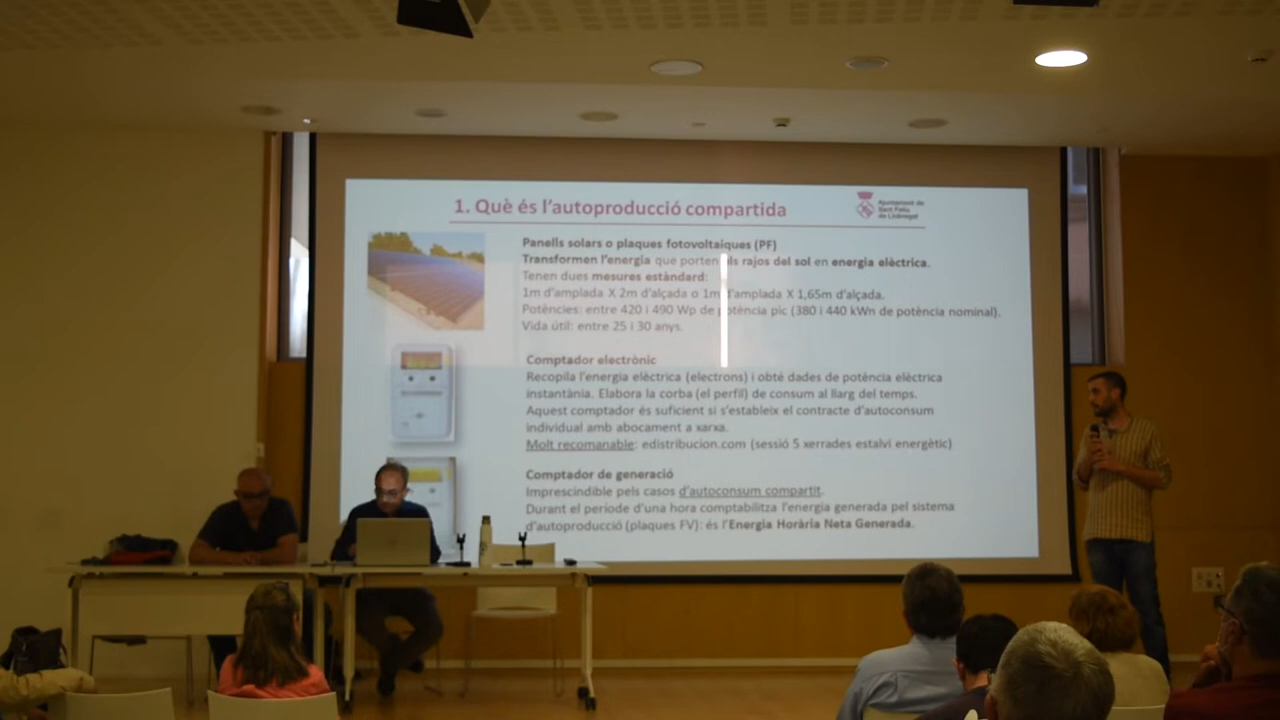 1. Què és l'autoproducció compartida
Ajuntament de
Sant Feliu
de Llobregat
Panells solars o plaques fotovoltaiques (PF)
Transformen l'energia que porten els rajos del sol en energia elèctrica.
Tenen dues mesures estàndard:
1m d'amplada X 2m d'alçada o 1m d'amplada X 1,65m d'alçada.
Potències: entre 420 i 490 Wp de potència pic (380 i 440 kWn de potència nominal).
Vida útil: entre 25 i 30 anys.
Comptador electrònic
Recopila l'energia elèctrica (electrons) i obté dades de potència elèctrica
instantània. Elabora la corba (el perfil) de consum al llarg del temps.
Aquest comptador és suficient si s'estableix el contracte d'autoconsum
individual amb abocament a xarxa.
Molt recomanable: edistribucion.com (sessió 5 xerrades estalvi energètic)
Comptador de generació
Imprescindible pels casos d'autoconsum compartit.
Durant el període d'una hora comptabilitza l'energia generada pel sistema
d'autoproducció (plaques FV): és l'Energia Horària Neta Generada.